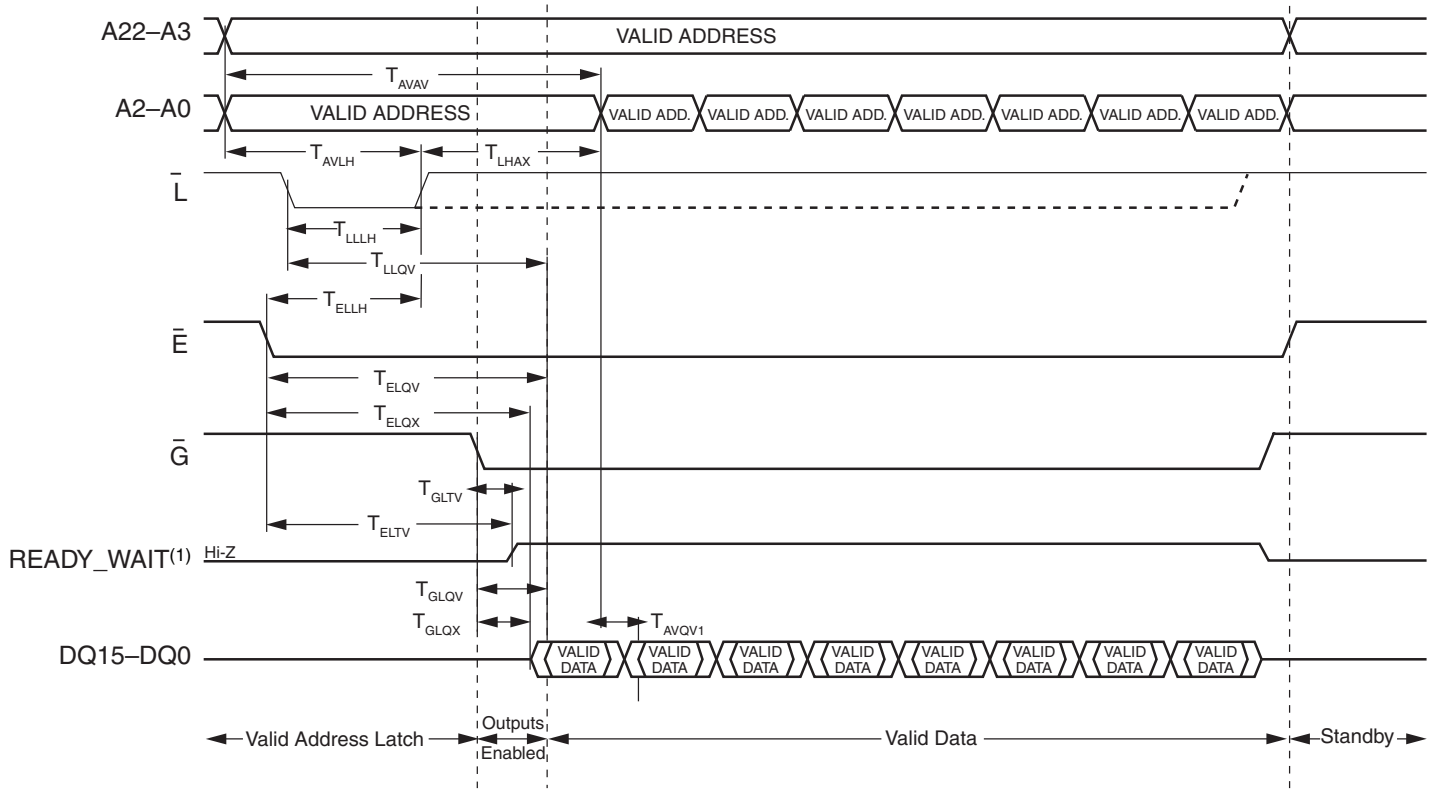 A22–A3 VALID ADDRESS
TAVAV
A2–A0 VALID ADDRESS VALID ADD. VALID ADD. VALID ADD. VALID ADD. VALID ADD. VALID ADD. VALID ADD.
TAVLH TLHAX
L̅
TLLLH
TLLQV
TELLH
E̅
TELQV
TELQX
G̅
TGLTV
TELTV
READY_WAIT(1) Hi-Z
TGLQV
TGLQX TAVQV1
DQ15–DQ0 VALID DATA VALID DATA VALID DATA VALID DATA VALID DATA VALID DATA VALID DATA VALID DATA
Valid Address Latch Outputs Enabled Valid Data Standby